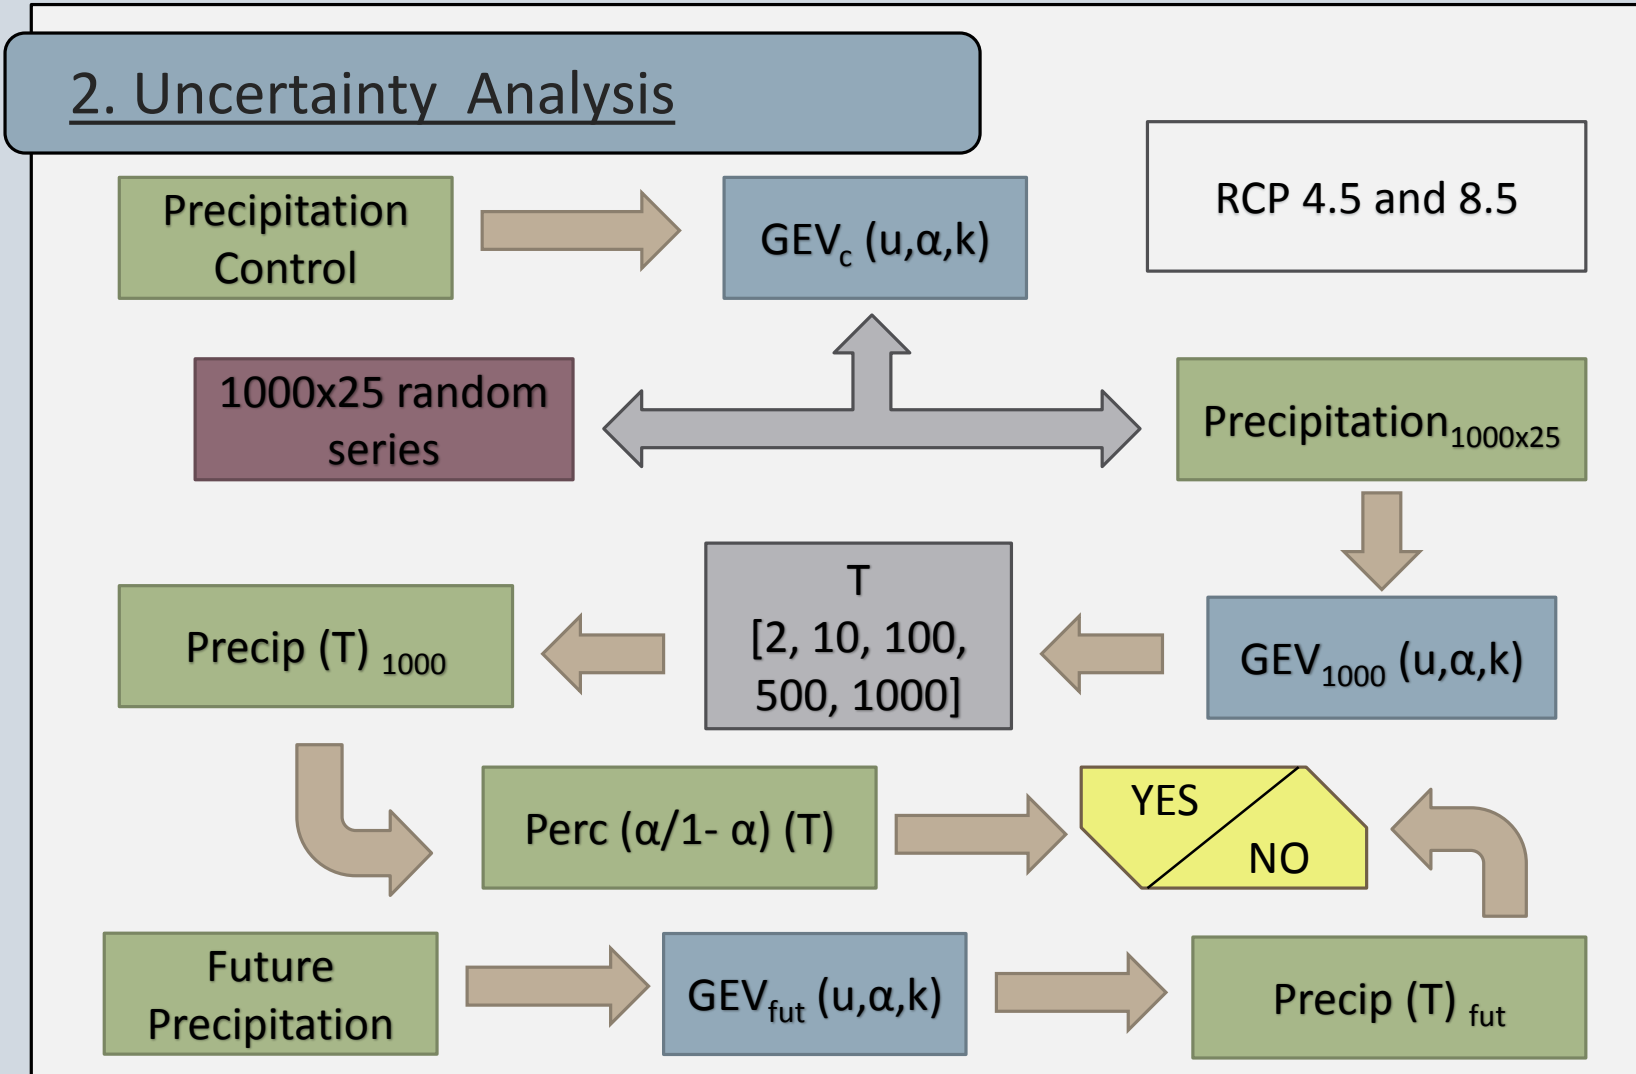 2. Uncertainty  Analysis
RCP 4.5 and 8.5
Precipitation
Control
GEVc (u,α,k)
1000x25 random
series
Precipitation1000x25
T
[2, 10, 100,
500, 1000]
Precip (T) 1000
GEV1000 (u,α,k)
Perc (α/1- α) (T)
YES
NO
Future
Precipitation
GEVfut (u,α,k)
Precip (T) fut